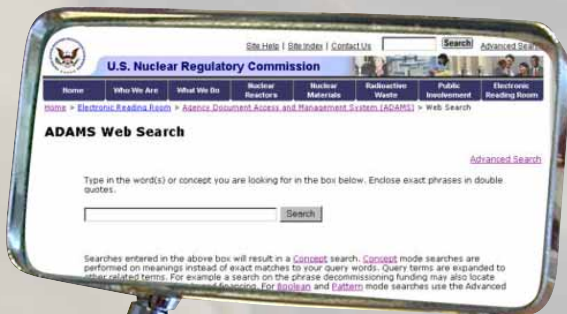 Site Help | Site Index | Contact Us Search Advanced Search
U.S. Nuclear Regulatory Commission
Home Who We Are What We Do Nuclear Reactors Nuclear Materials Radioactive Waste Public Involvement Electronic Reading Room
Home > Electronic Reading Room > Agency Document Access and Management System (ADAMS) > Web Search
ADAMS Web Search
Advanced Search
Type in the word(s) or concept you are looking for in the box below. Enclose exact phrases in double
quotes.
Search
Searches entered in the above box will result in a Concept search. Concept mode searches are
performed on meanings instead of exact matches to your query words. Query terms are expanded to
other related terms. For example a search on the phrase decommissioning funding may also locate
financing. For Boolean and Pattern mode searches use the Advanced